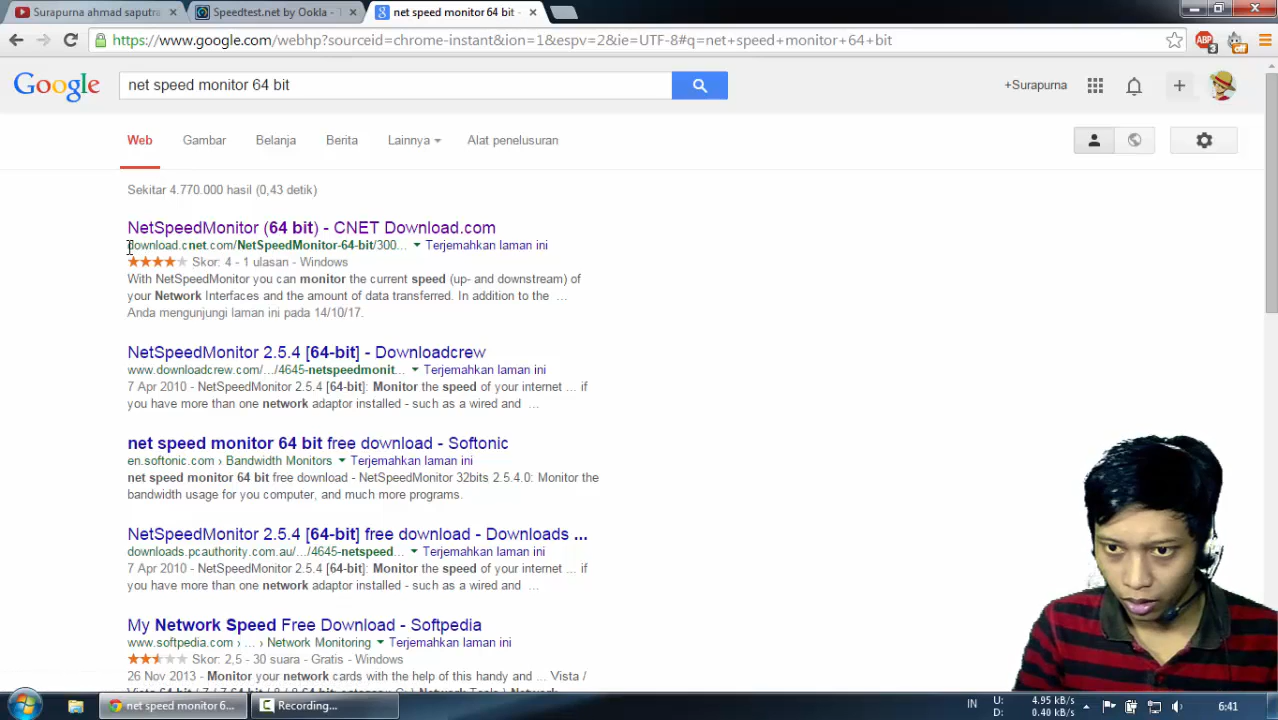 Surapurna ahmad saputra
Speedtest.net by Ookla - T
net speed monitor 64 bit -
https://www.google.com/webhp?sourceid=chrome-instant&ion=1&espv=2&ie=UTF-8#q=net+speed+monitor+64+bit
ABP
3
off
Google
net speed monitor 64 bit
+Surapurna
Web
Gambar
Belanja
Berita
Lainnya
Alat penelusuran
Sekitar 4.770.000 hasil (0,43 detik)
NetSpeedMonitor (64 bit) - CNET Download.com
download.cnet.com/NetSpeedMonitor-64-bit/300... Terjemahkan laman ini
Skor: 4 - 1 ulasan - Windows
With NetSpeedMonitor you can monitor the current speed (up- and downstream) of
your Network Interfaces and the amount of data transferred. In addition to the ...
Anda mengunjungi laman ini pada 14/10/17.
NetSpeedMonitor 2.5.4 [64-bit] - Downloadcrew
www.downloadcrew.com/.../4645-netspeedmonit... Terjemahkan laman ini
7 Apr 2010 - NetSpeedMonitor 2.5.4 [64-bit]: Monitor the speed of your internet ... if
you have more than one network adaptor installed - such as a wired and ...
net speed monitor 64 bit free download - Softonic
en.softonic.com › Bandwidth Monitors Terjemahkan laman ini
net speed monitor 64 bit free download - NetSpeedMonitor 32bits 2.5.4.0: Monitor the
bandwidth usage for you computer, and much more programs.
NetSpeedMonitor 2.5.4 [64-bit] free download - Downloads ...
downloads.pcauthority.com.au/.../4645-netspeed... Terjemahkan laman ini
7 Apr 2010 - NetSpeedMonitor 2.5.4 [64-bit]: Monitor the speed of your internet ... if
you have more than one network adaptor installed - such as a wired and ...
My Network Speed Free Download - Softpedia
www.softpedia.com › ... › Network Monitoring Terjemahkan laman ini
Skor: 2,5 - 30 suara - Gratis - Windows
26 Nov 2013 - Monitor your network cards with the help of this handy and ... Vista /
net speed monitor 6...
Recording...
IN
U: 4.95 kB/s
D: 0.40 kB/s
6:41